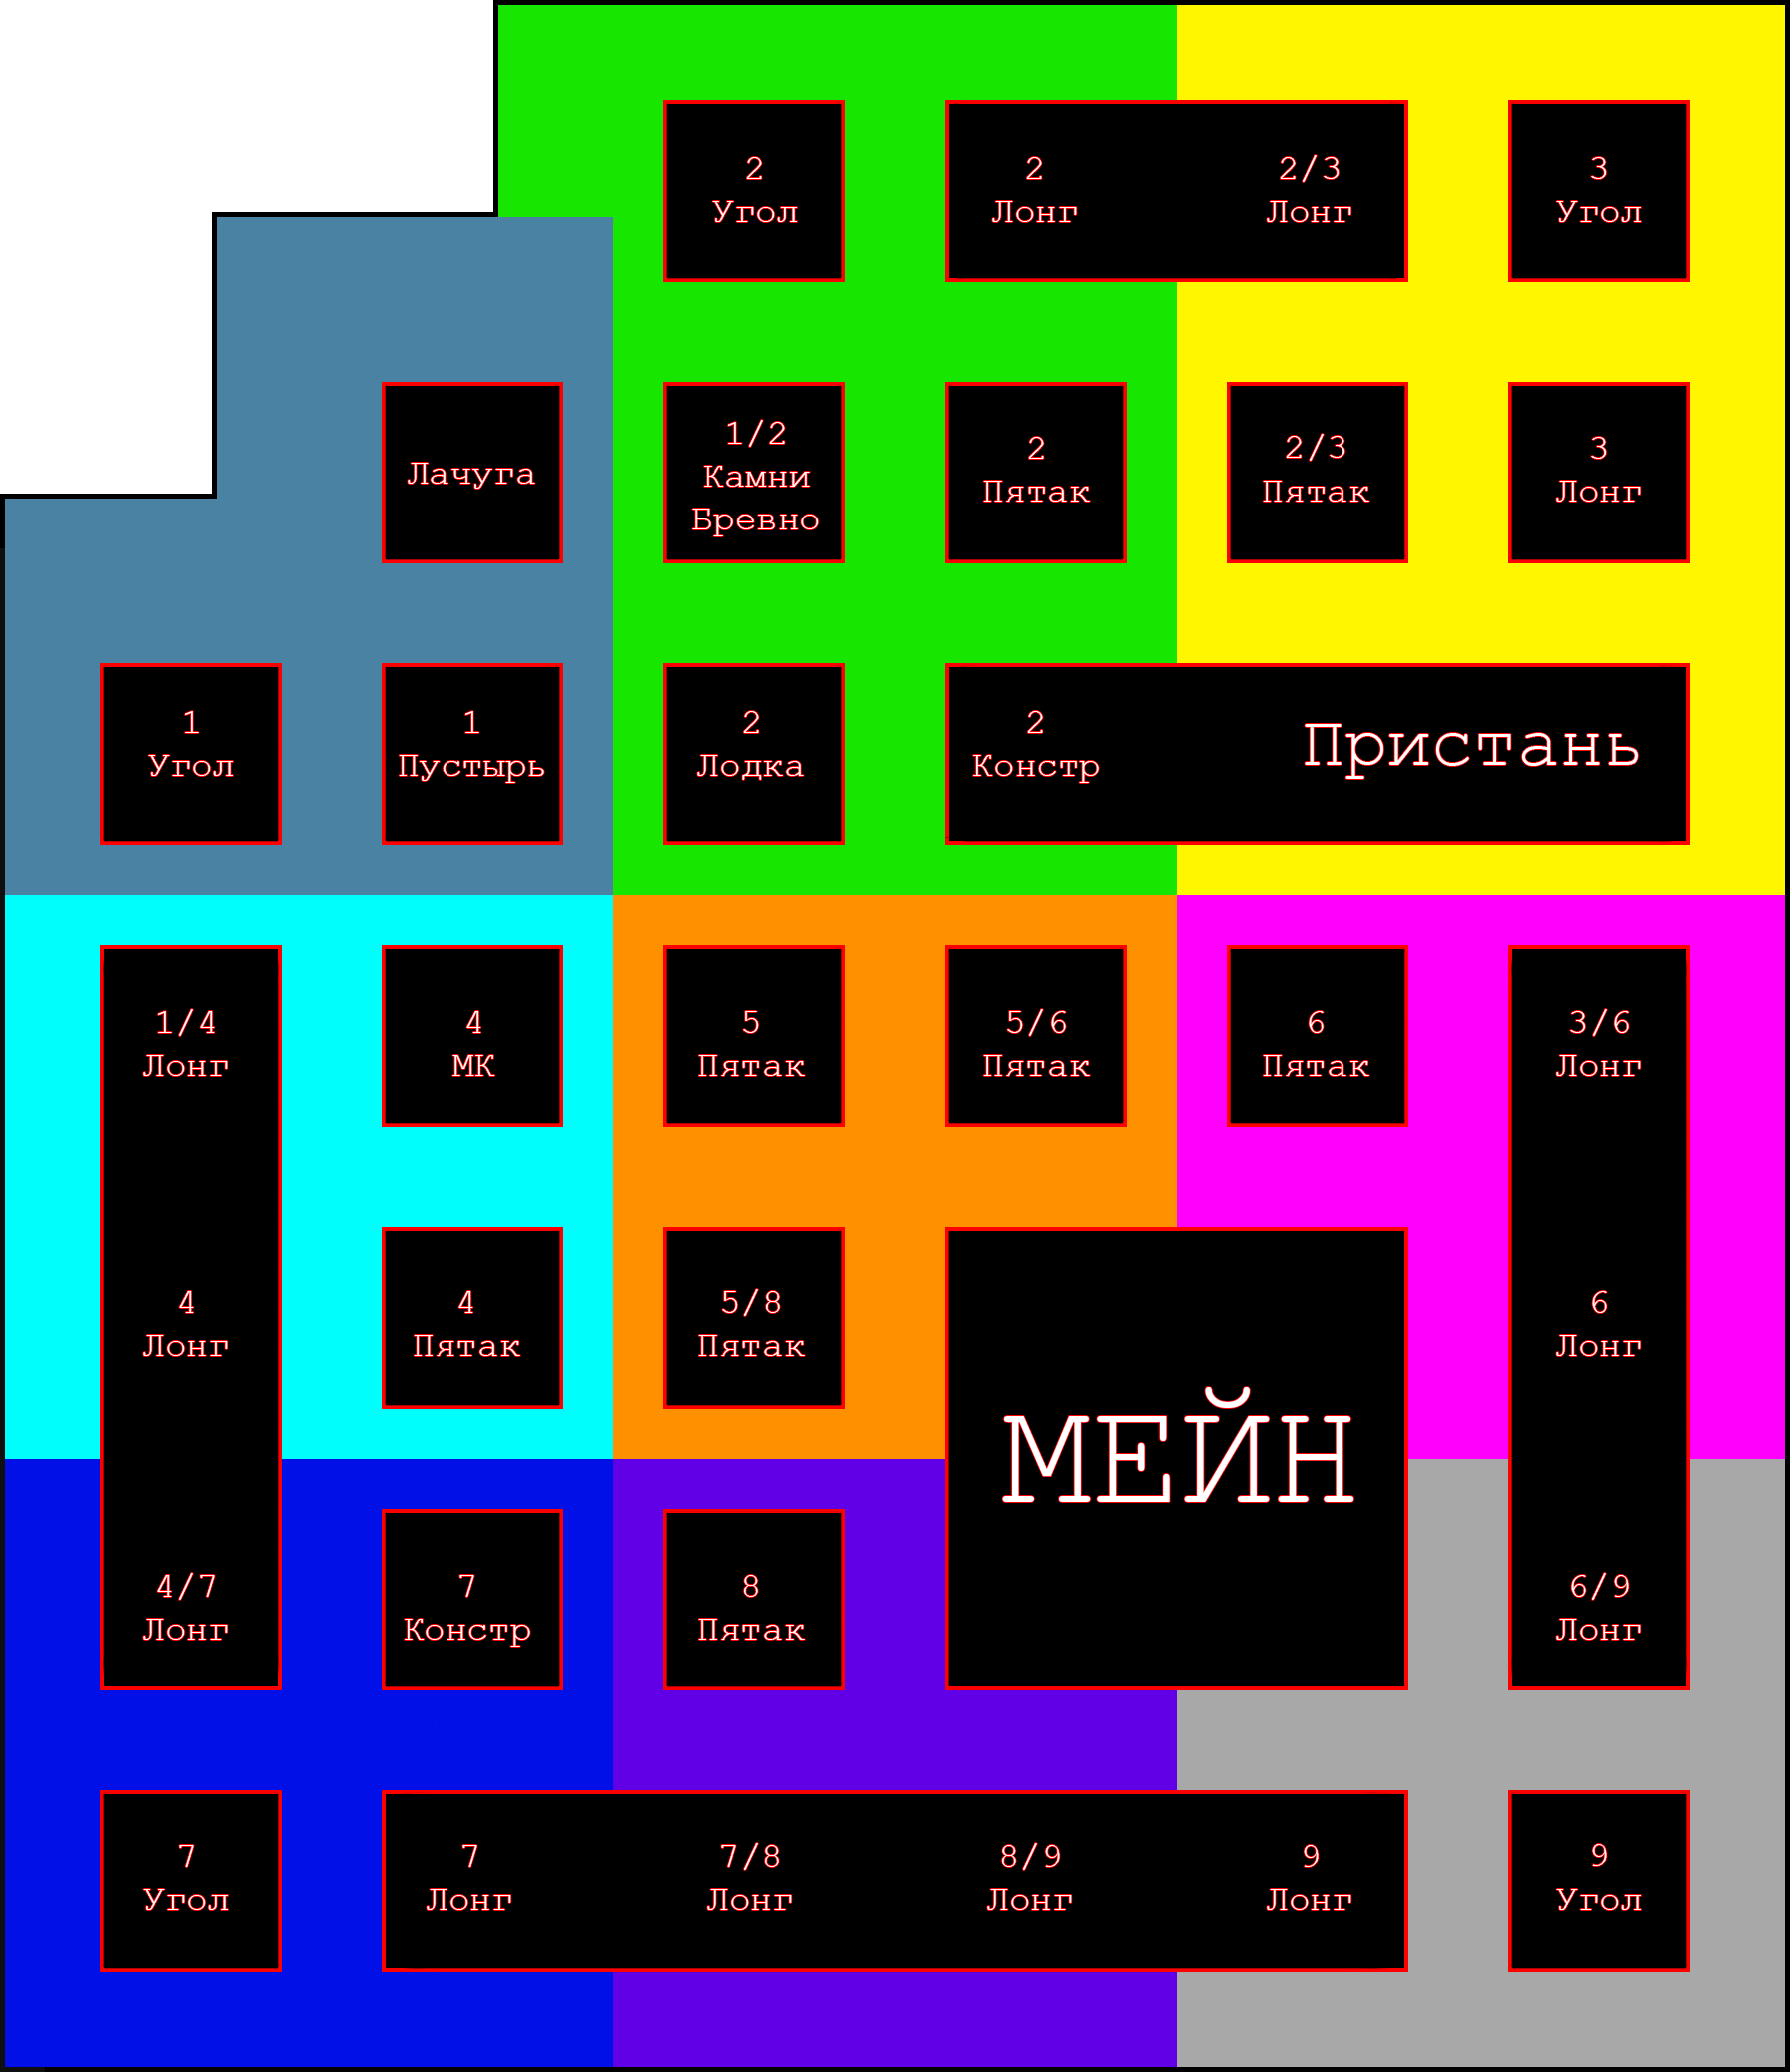 2
Угол
2
Лонг
2/3
Лонг
3
Угол
Лачуга
1/2
Камни
Бревно
2
Пятак
2/3
Пятак
3
Лонг
1
Угол
1
Пустырь
2
Лодка
2
Констр
Пристань
1/4
Лонг
4
МК
5
Пятак
5/6
Пятак
6
Пятак
3/6
Лонг
4
Лонг
4
Пятак
5/8
Пятак
МЕЙН
6
Лонг
4/7
Лонг
7
Констр
8
Пятак
6/9
Лонг
7
Угол
7
Лонг
7/8
Лонг
8/9
Лонг
9
Лонг
9
Угол